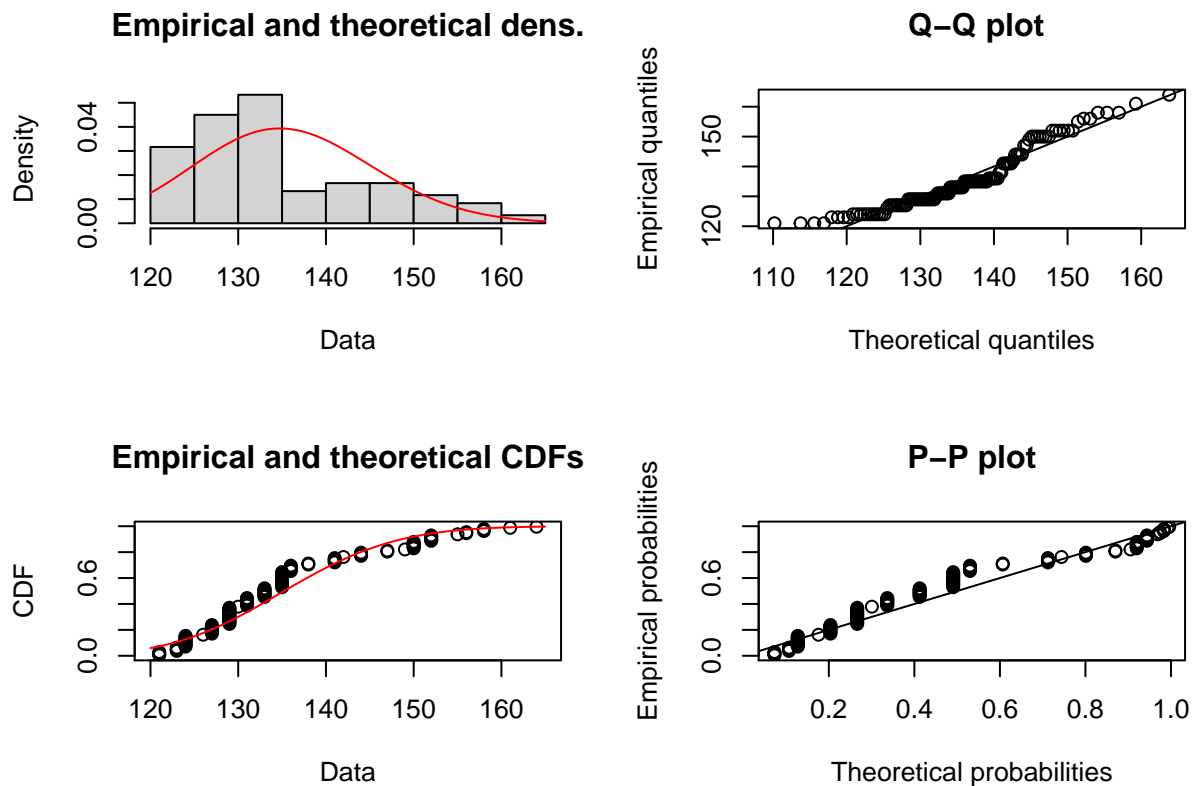 Empirical and theoretical dens.
Density
0.00
0.04
120 130 140 150 160
Data
Q−Q plot
Empirical quantiles
120
150
110 120 130 140 150 160
Theoretical quantiles
Empirical and theoretical CDFs
CDF
0.0
0.6
120 130 140 150 160
Data
P−P plot
Empirical probabilities
0.0
0.6
0.2 0.4 0.6 0.8 1.0
Theoretical probabilities